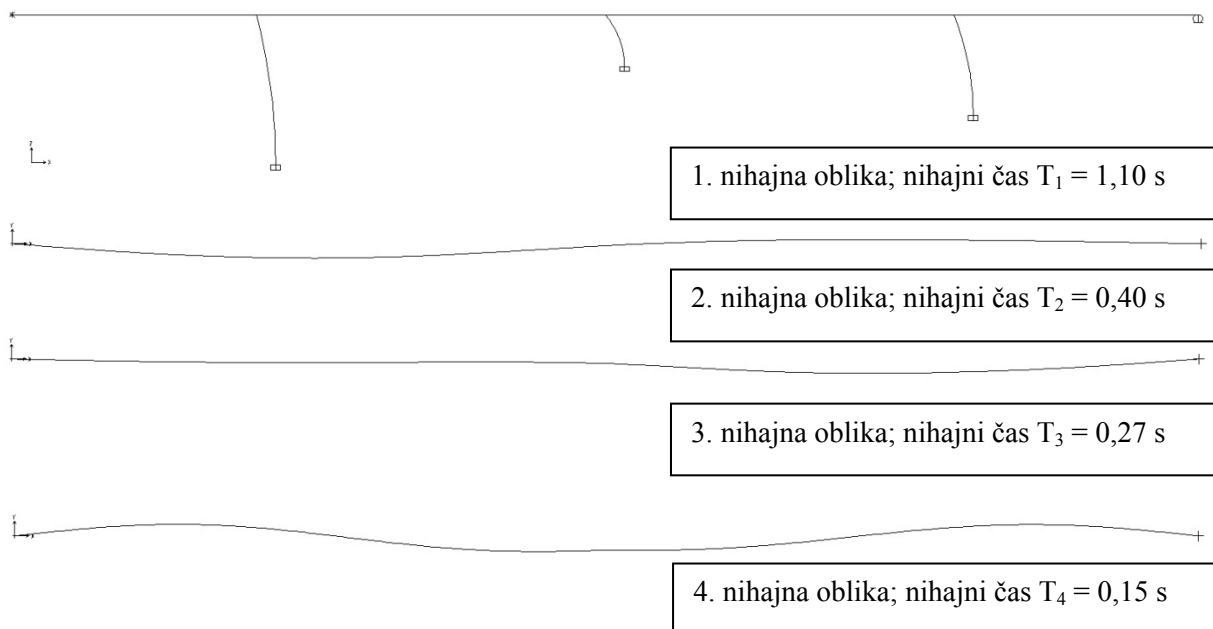 1. nihajna oblika; nihajni čas T₁ = 1,10 s
2. nihajna oblika; nihajni čas T₂ = 0,40 s
3. nihajna oblika; nihajni čas T₃ = 0,27 s
4. nihajna oblika; nihajni čas T₄ = 0,15 s